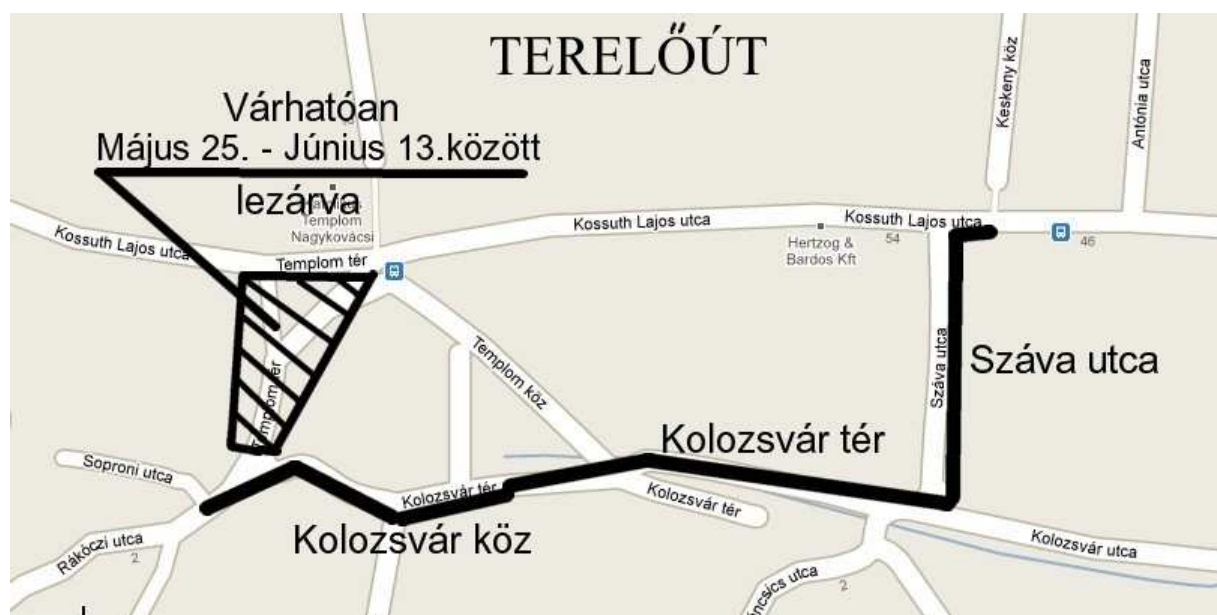 TERELŐÚT
Várhatóan
Május 25. - Június 13.között
lezárva
Templom
Nagykovácsi
Keskeny köz
Antónia utca
Kossuth Lajos utca
Kossuth Lajos utca
Kossuth Lajos utca
54
46
Hertzog &
Bardos Kft
Templom tér
Templom tér
Templom köz
Száva utca
Száva utca
Kolozsvár tér
Soproni utca
Kolozsvár tér
Kolozsvár tér
Kolozsvár köz
Rákóczi utca
2
Kolozsvár utca
2